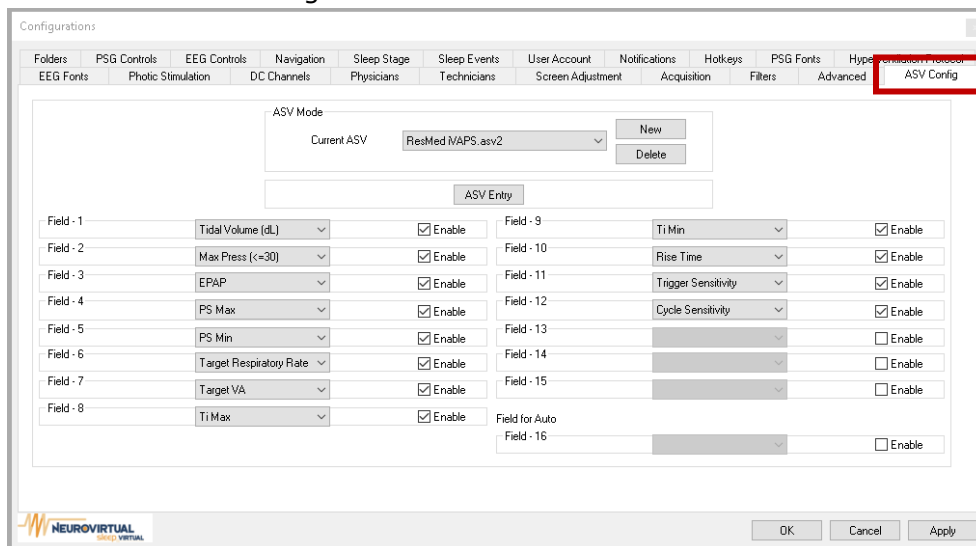 Configurations
Folders PSG Controls EEG Controls Navigation Sleep Stage Sleep Events User Account Notifications Hotkeys PSG Fonts
EEG Fonts Photic Stimulation DC Channels Physicians Technicians Screen Adjustment Acquisition Filters Advanced ASV Config
ASV Mode
Current ASV ResMed iVAPS.asv2 New
Delete
ASV Entry
Field - 1 Tidal Volume (dL) Enable
Field - 2 Max Press (<=30) Enable
Field - 3 EPAP Enable
Field - 4 PS Max Enable
Field - 5 PS Min Enable
Field - 6 Target Respiratory Rate Enable
Field - 7 Target VA Enable
Field - 8 Ti Max Enable
Field - 9 Ti Min Enable
Field - 10 Rise Time Enable
Field - 11 Trigger Sensitivity Enable
Field - 12 Cycle Sensitivity Enable
Field - 13 Enable
Field - 14 Enable
Field - 15 Enable
Field for Auto
Field - 16 Enable
NEUROVIRTUAL
sleep VIRTUAL
OK Cancel Apply